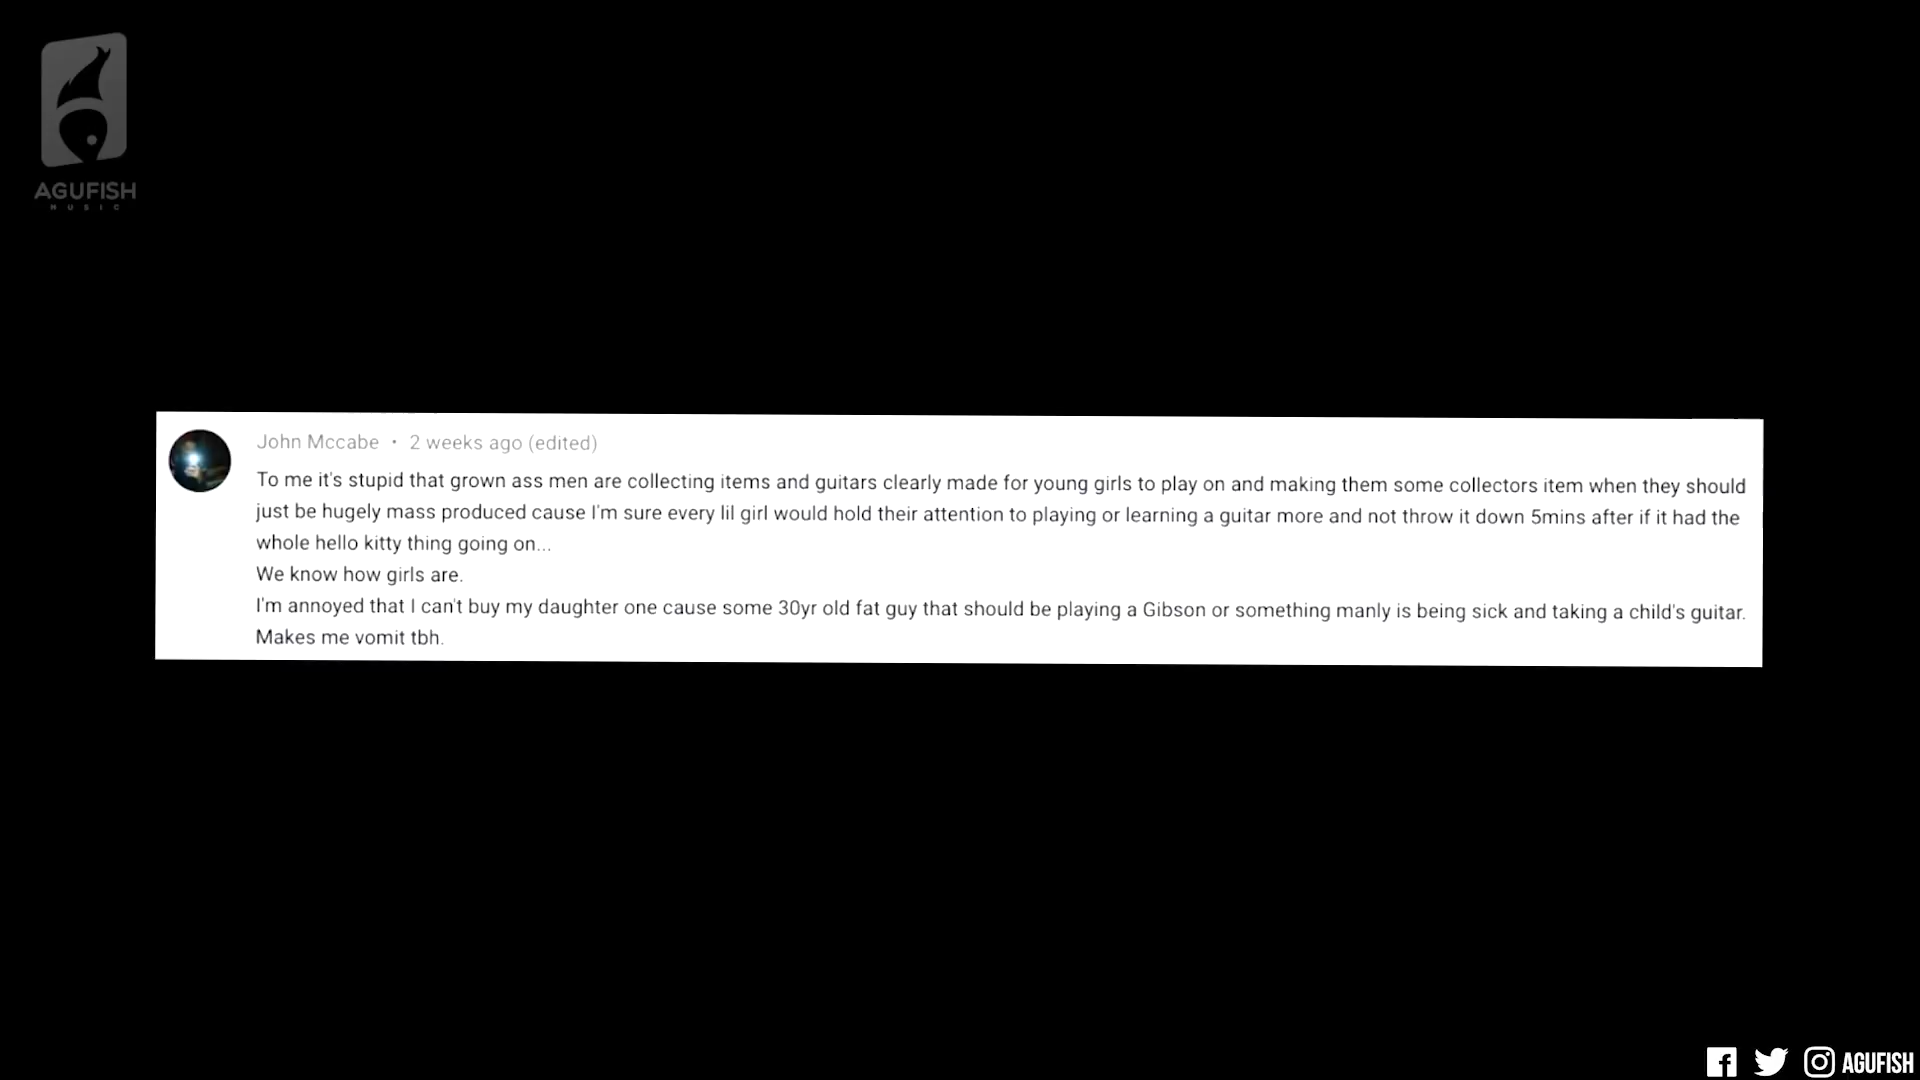 AGUFISH
MUSIC
John Mccabe • 2 weeks ago (edited)
To me it's stupid that grown ass men are collecting items and guitars clearly made for young girls to play on and making them some collectors item when they should
just be hugely mass produced cause I'm sure every lil girl would hold their attention to playing or learning a guitar more and not throw it down 5mins after if it had the
whole hello kitty thing going on...
We know how girls are.
I'm annoyed that I can't buy my daughter one cause some 30yr old fat guy that should be playing a Gibson or something manly is being sick and taking a child's guitar.
Makes me vomit tbh.
AGUFISH